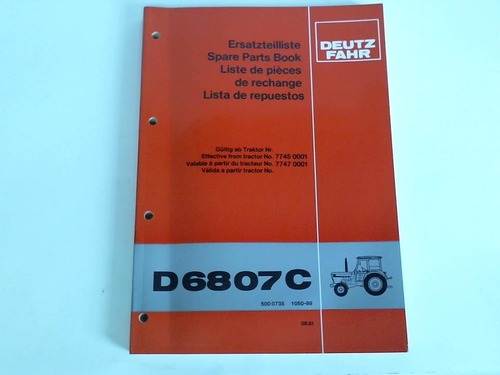 Ersatzteilliste
Spare Parts Book
Liste de pièces
de rechange
Lista de repuestos
DEUTZ
FAHR
Gültig ab Traktor Nr.
Effective from tractor No. 7745 0001
Valable à partir du tracteur No. 7747 0001
Válida a partir tractor No.
D6807C
500 0735 1050-99